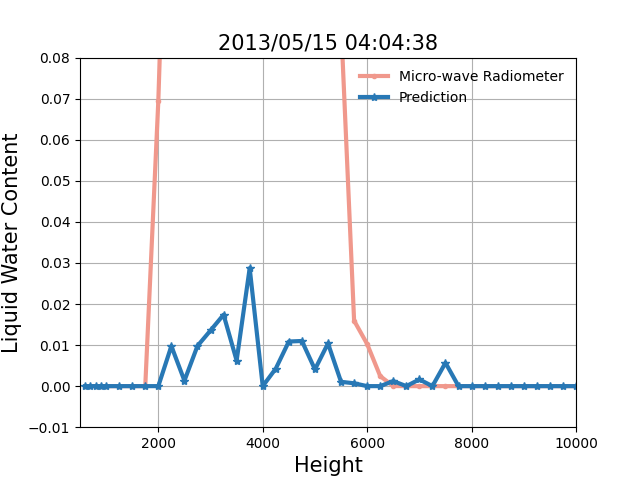 2013/05/15 04:04:38
Micro-wave Radiometer
Prediction
Liquid Water Content
0.08
0.07
0.06
0.05
0.04
0.03
0.02
0.01
0.00
−0.01
2000 4000 6000 8000 10000
Height